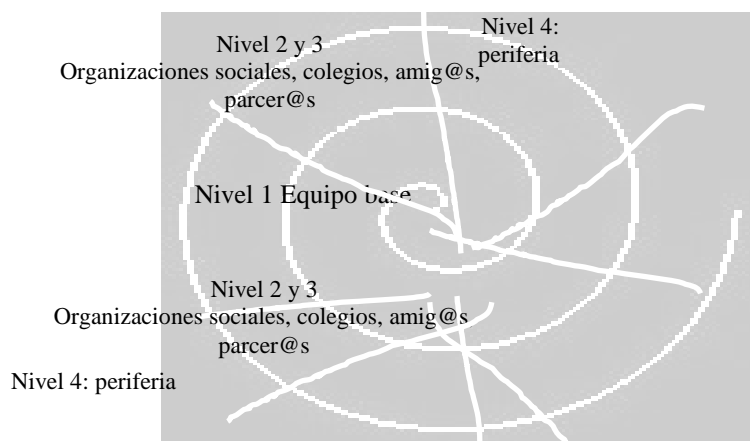 Nivel 2 y 3
Organizaciones sociales, colegios, amig@s,
parcer@s
Nivel 4:
periferia
Nivel 1 Equipo base
Nivel 2 y 3
Organizaciones sociales, colegios, amig@s
parcer@s
Nivel 4: periferia